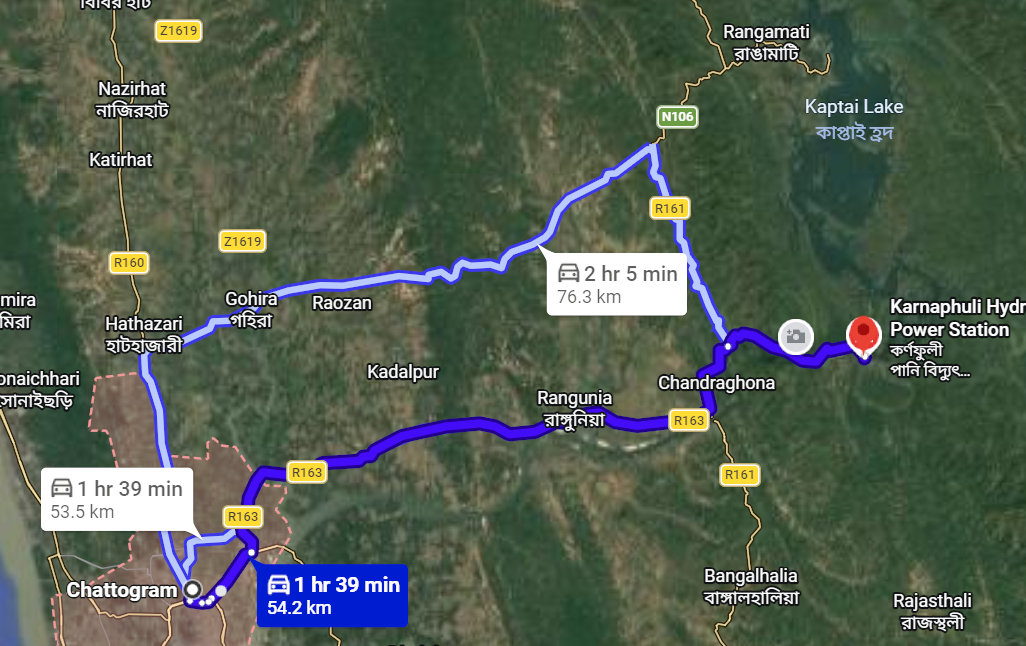 বিবির হাট
Z1619
Rangamati
রাঙামাটি
Nazirhat
নাজিরহাট
Kaptai Lake
কাপ্তাই হ্রদ
N106
Katirhat
R161
Z1619
R160
2 hr 5 min
76.3 km
mira
মিরা
Gohira
গহিরা
Raozan
Hathazari
হাটহাজারী
Karnaphuli Hydr
Power Station
কর্ণফুলী
পানি বিদ্যুৎ...
onaichhari
সোনাইছড়ি
Kadalpur
Chandraghona
Rangunia
রাঙ্গুনিয়া
R163
R163
R161
1 hr 39 min
53.5 km
R163
Chattogram
1 hr 39 min
54.2 km
Bangalhalia
বাঙ্গালহালিয়া
Rajasthali
রাজস্থলী